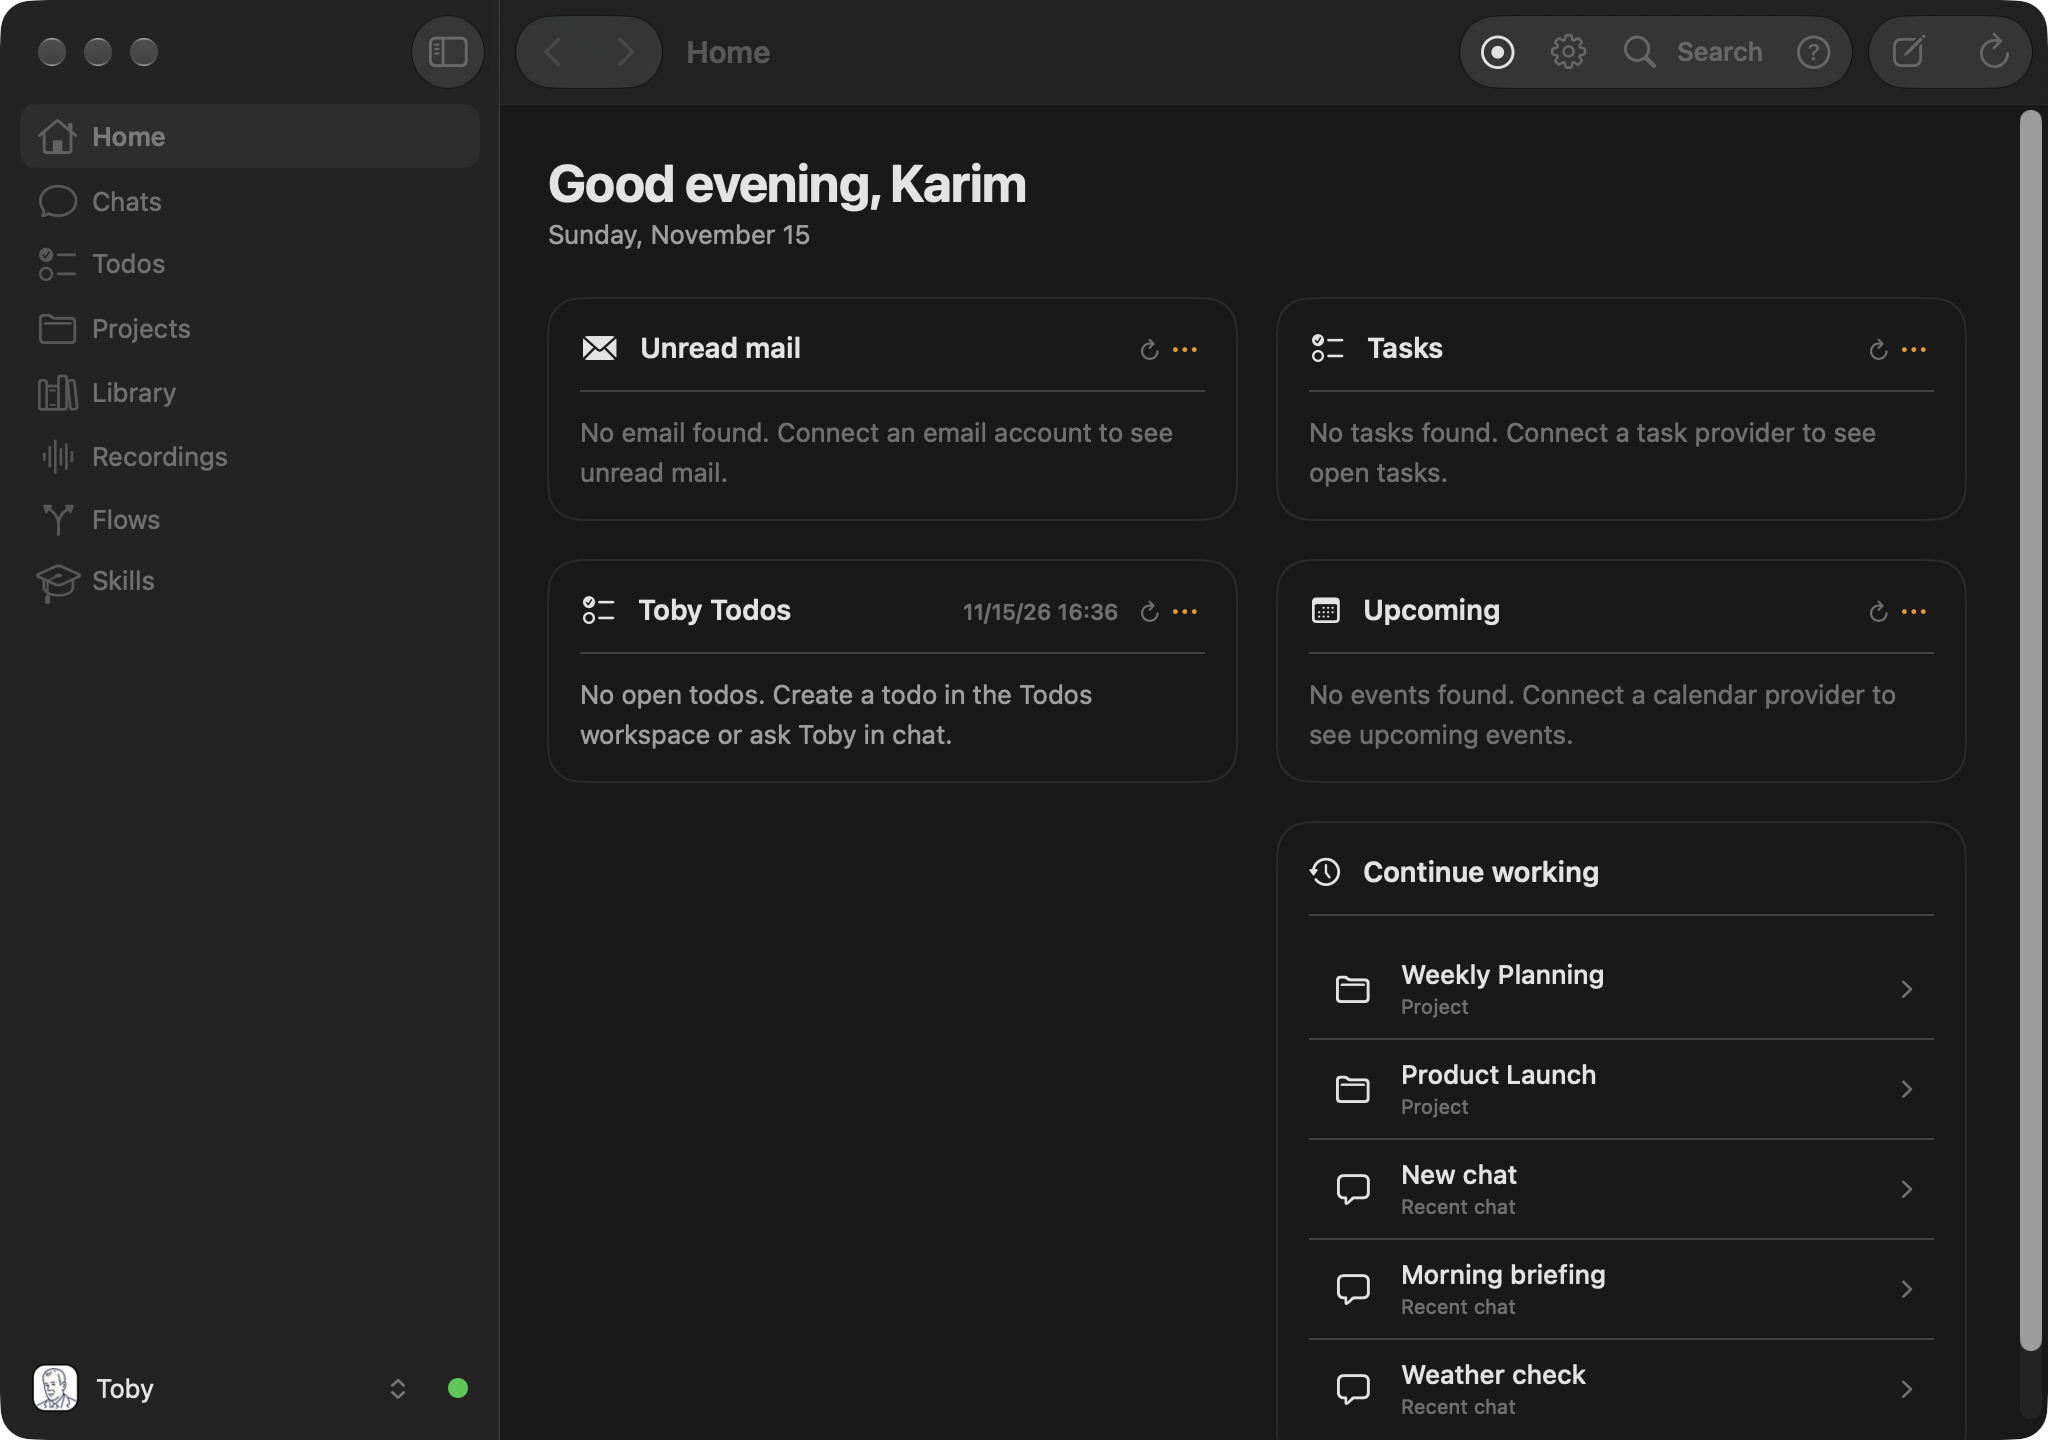 Home
Search
Home
Chats
Todos
Projects
Library
Recordings
Flows
Skills
Toby
Good evening, Karim
Sunday, November 15
Unread mail
No email found. Connect an email account to see
unread mail.
Tasks
No tasks found. Connect a task provider to see
open tasks.
Toby Todos
11/15/26 16:36
No open todos. Create a todo in the Todos
workspace or ask Toby in chat.
Upcoming
No events found. Connect a calendar provider to
see upcoming events.
Continue working
Weekly Planning
Project
Product Launch
Project
New chat
Recent chat
Morning briefing
Recent chat
Weather check
Recent chat